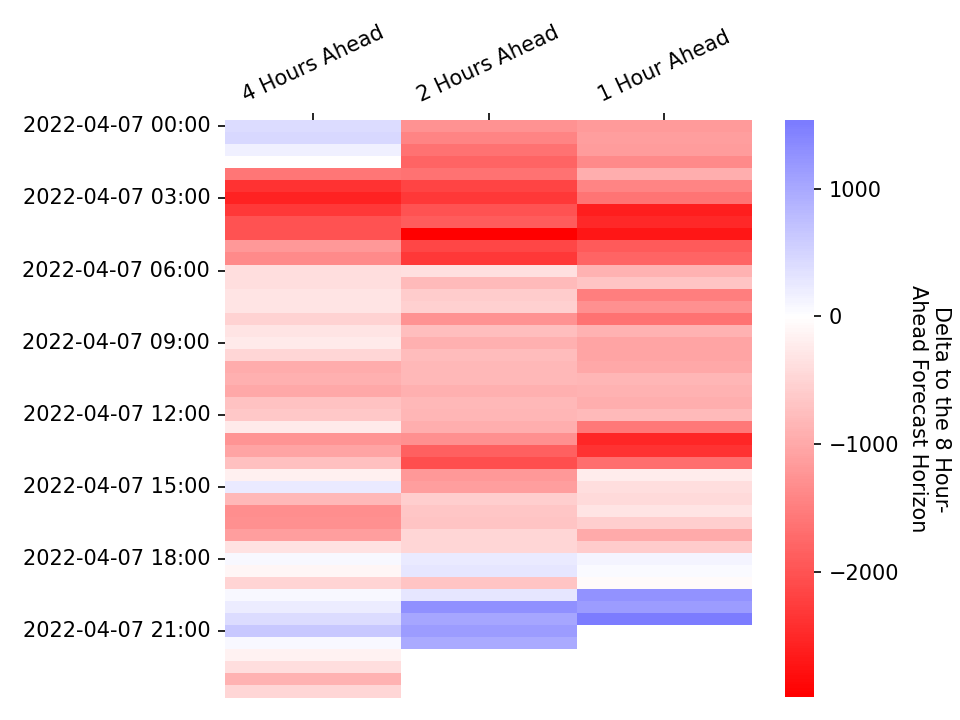 4 Hours Ahead
2 Hours Ahead
1 Hour Ahead
2022-04-07 00:00
2022-04-07 03:00
2022-04-07 06:00
2022-04-07 09:00
2022-04-07 12:00
2022-04-07 15:00
2022-04-07 18:00
2022-04-07 21:00
1000
0
−1000
−2000
Delta to the 8 Hour-
Ahead Forecast Horizon